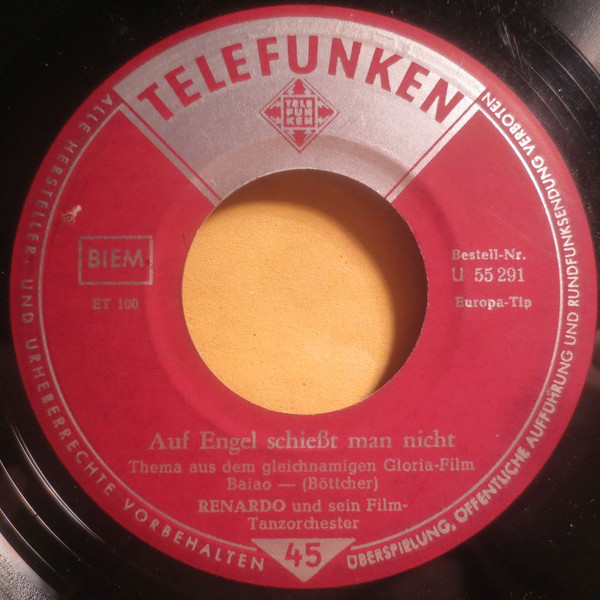 TELEFUNKEN
TELE
FUN
KEN
ALLE HERSTELLER- UND URHEBERRECHTE VORBEHALTEN
ÜBERSPIELUNG, ÖFFENTLICHE AUFFÜHRUNG UND RUNDFUNKSENDUNG VERBOTEN
BIEM
ET 100
Bestell-Nr.
U 55 291
Europa-Tip
Auf Engel schießt man nicht
Thema aus dem gleichnamigen Gloria-Film
Baiao — (Böttcher)
RENARDO und sein Film-
Tanzorchester
45